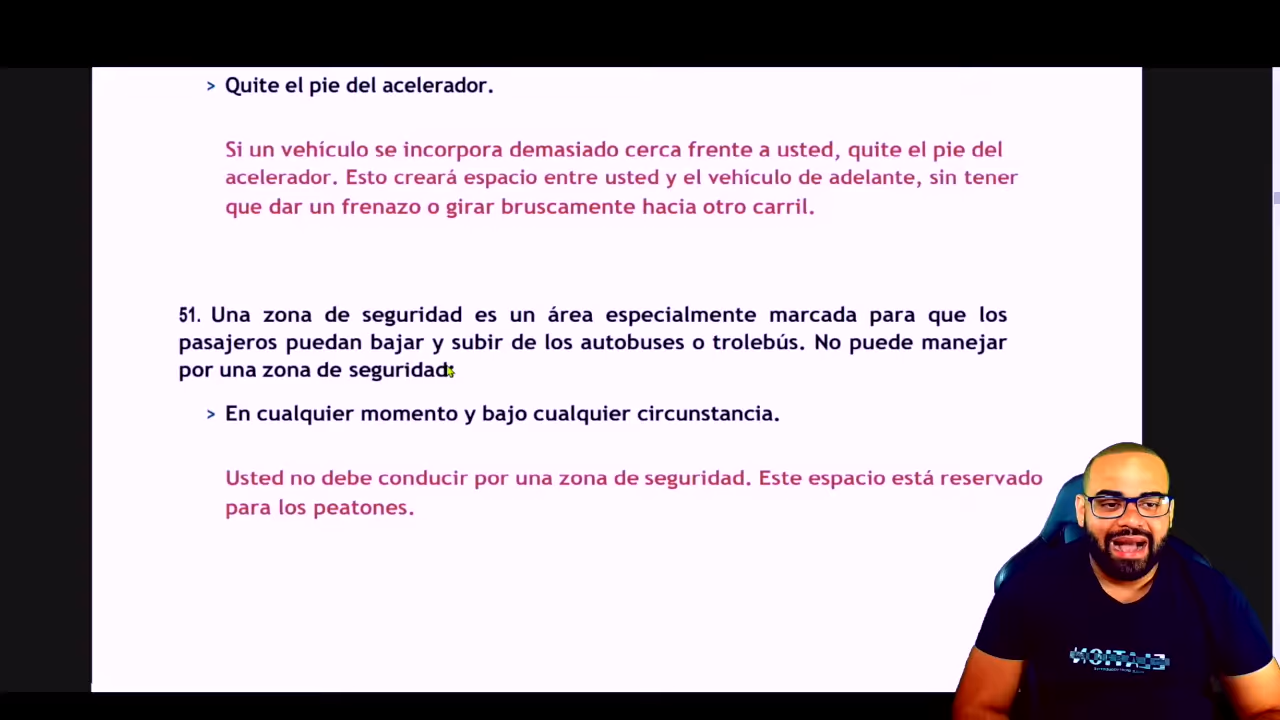 > Quite el pie del acelerador.
Si un vehículo se incorpora demasiado cerca frente a usted, quite el pie del
acelerador. Esto creará espacio entre usted y el vehículo de adelante, sin tener
que dar un frenazo o girar bruscamente hacia otro carril.
51. Una zona de seguridad es un área especialmente marcada para que los
pasajeros puedan bajar y subir de los autobuses o trolebús. No puede manejar
por una zona de seguridad:
> En cualquier momento y bajo cualquier circunstancia.
Usted no debe conducir por una zona de seguridad. Este espacio está reservado
para los peatones.